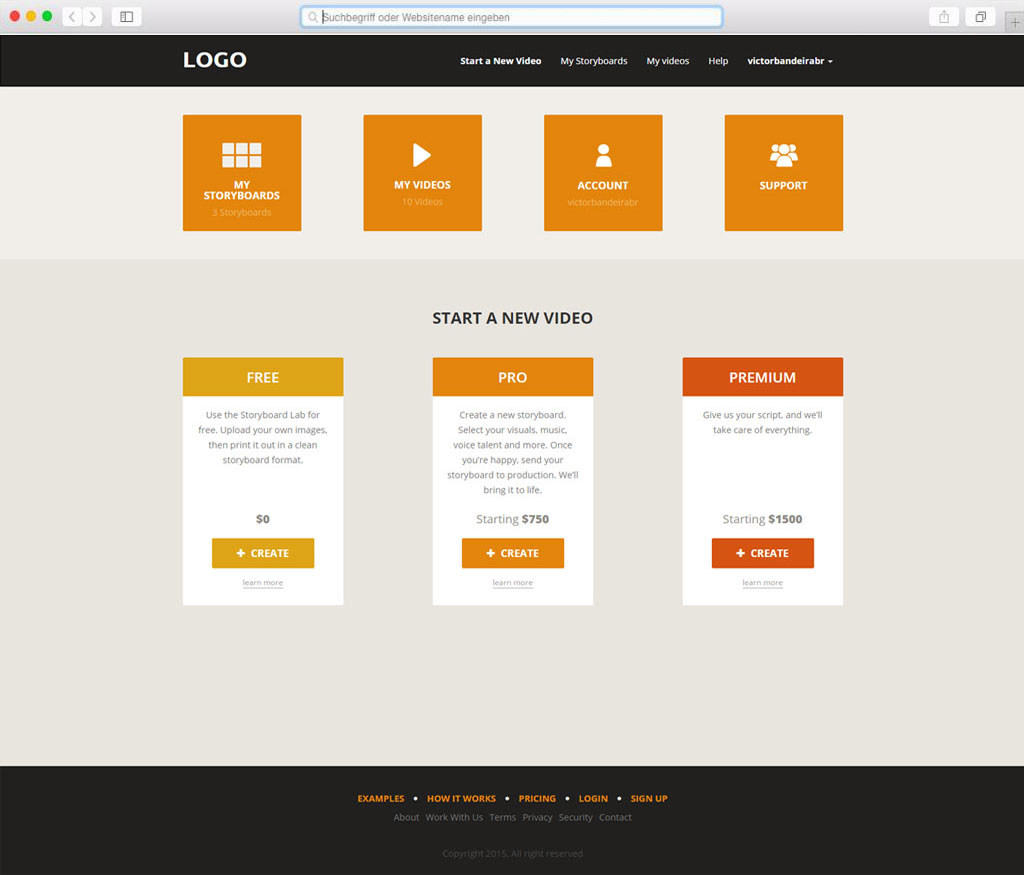 Suchbegriff oder Websitename eingeben
LOGO
Start a New Video My Storyboards My videos Help victorbandeirabr
MY
STORYBOARDS
3 Storyboards
MY VIDEOS
10 Videos
ACCOUNT
victorbandeirabr
SUPPORT
START A NEW VIDEO
FREE
Use the Storyboard Lab for
free. Upload your own images,
then print it out in a clean
storyboard format.
$0
+ CREATE
learn more
PRO
Create a new storyboard.
Select your visuals, music,
voice talent and more. Once
you're happy, send your
storyboard to production. We'll
bring it to life.
Starting $750
+ CREATE
learn more
PREMIUM
Give us your script, and we'll
take care of everything.
Starting $1500
+ CREATE
learn more
EXAMPLES • HOW IT WORKS • PRICING • LOGIN • SIGN UP
About Work With Us Terms Privacy Security Contact
Copyright 2015, All right reserved